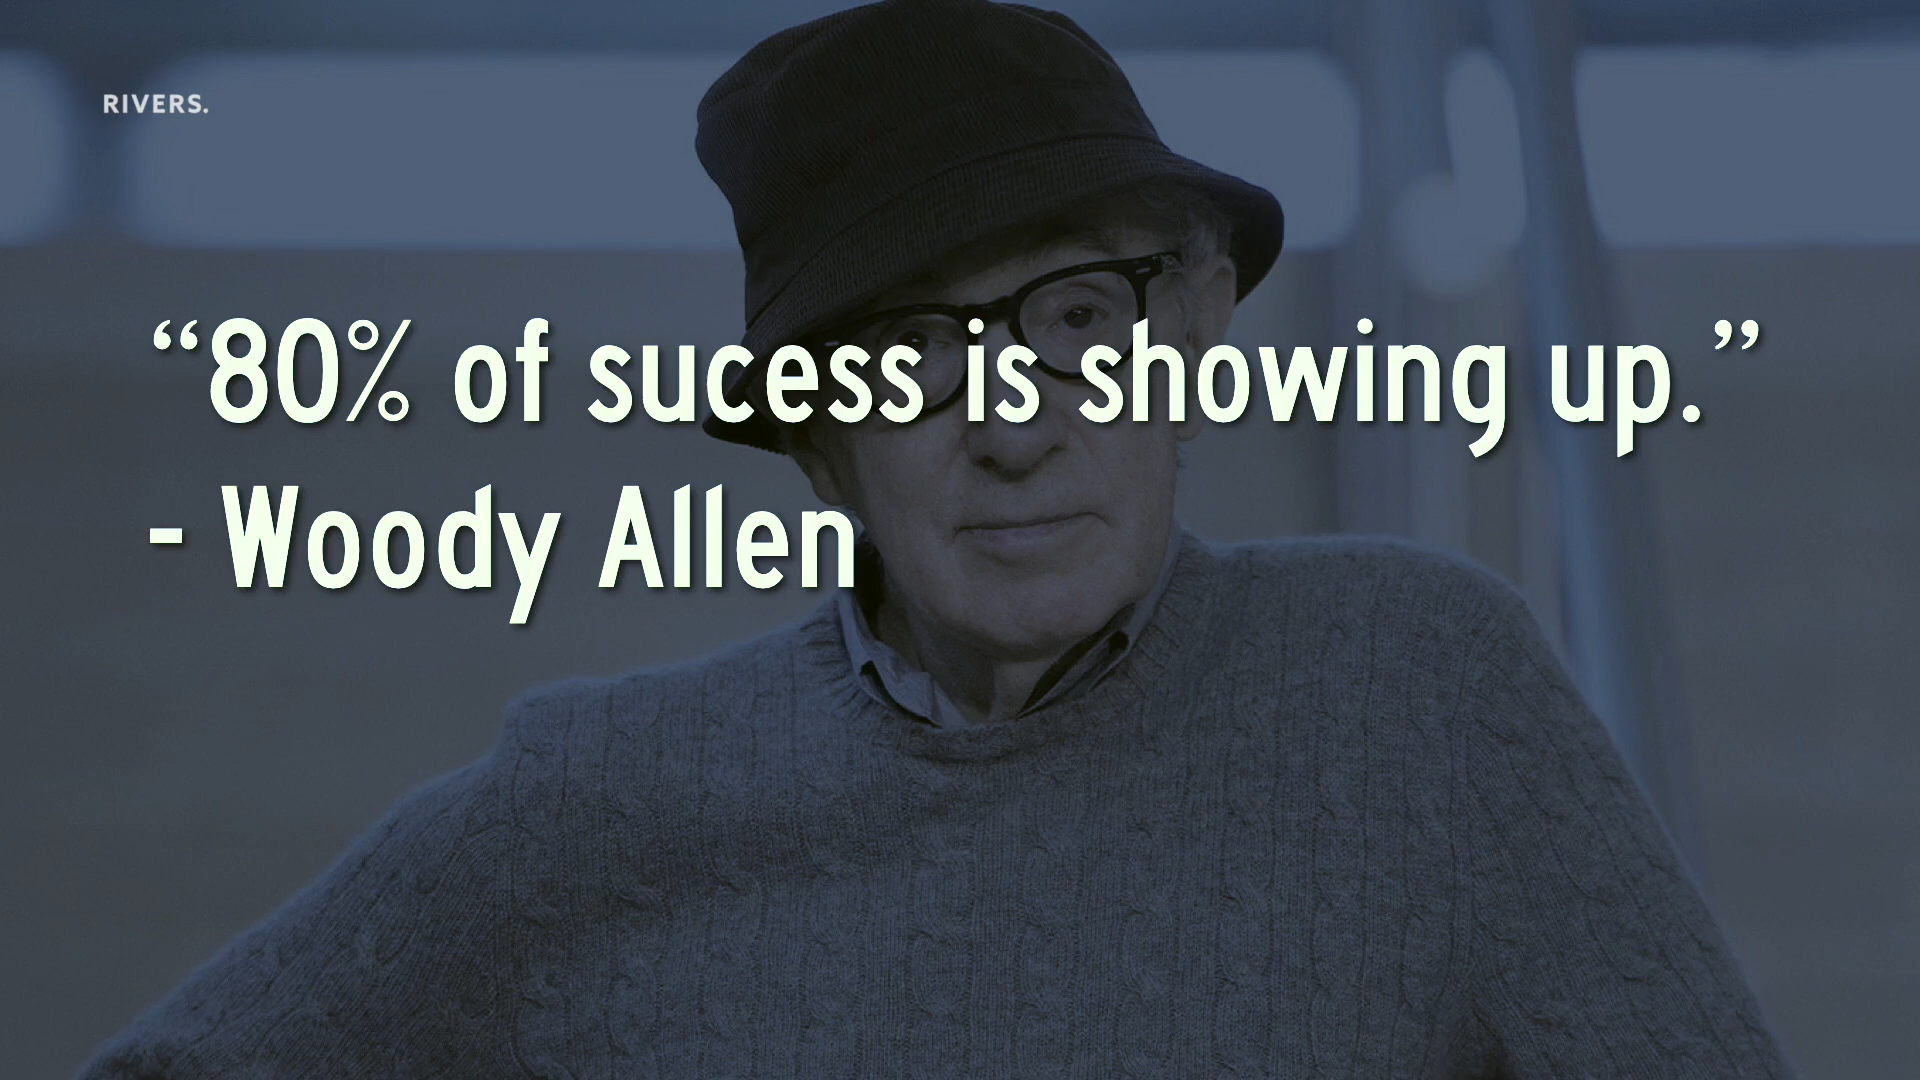 RIVERS.
“80% of sucess is showing up.”
- Woody Allen